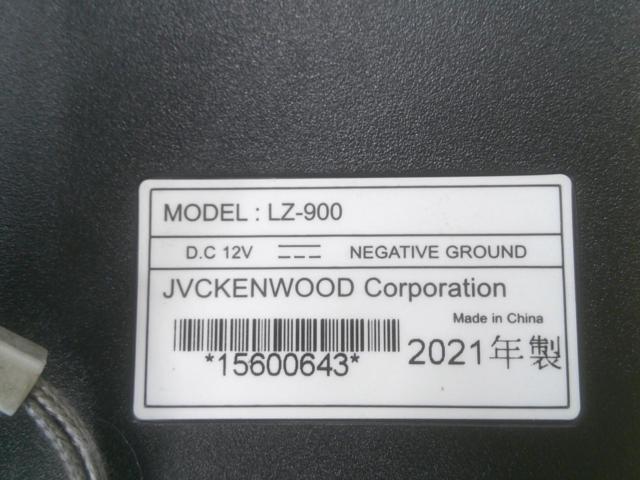 MODEL : LZ-900
D.C 12V NEGATIVE GROUND
JVCKENWOOD Corporation
Made in China
*15600643* 2021年製